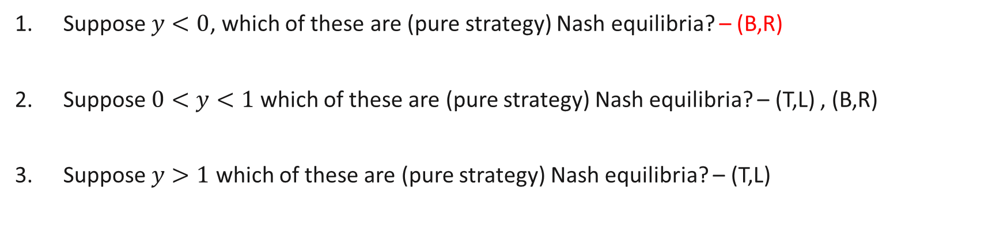 1. Suppose y < 0, which of these are (pure strategy) Nash equilibria? – (B,R)
2. Suppose 0 < y < 1 which of these are (pure strategy) Nash equilibria? – (T,L) , (B,R)
3. Suppose y > 1 which of these are (pure strategy) Nash equilibria? – (T,L)